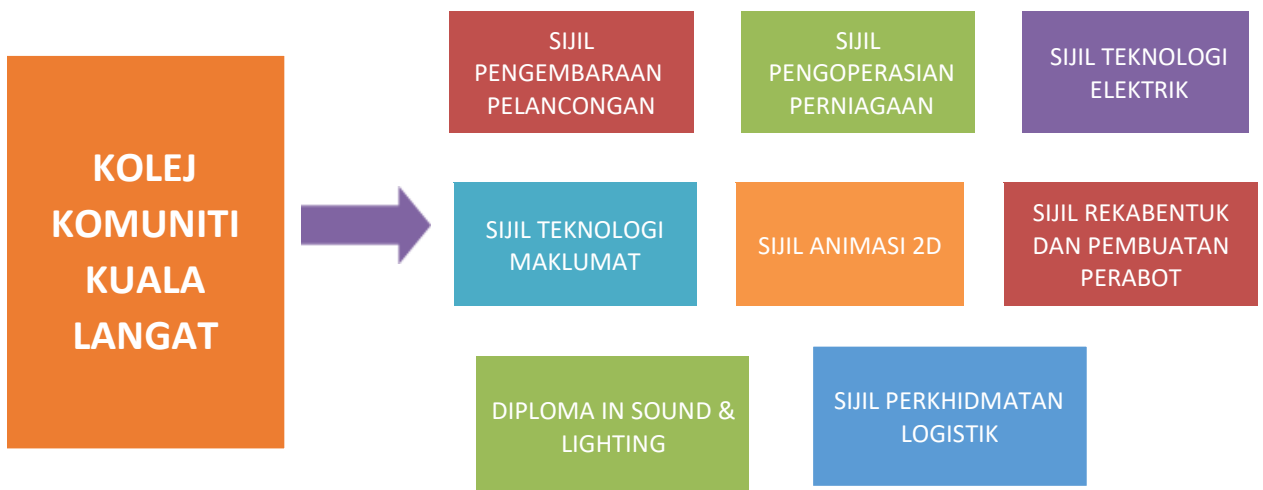 KOLEJ
KOMUNITI
KUALA
LANGAT
SIJIL
PENGEMBARAAN
PELANCONGAN
SIJIL
PENGOPERASIAN
PERNIAGAAN
SIJIL TEKNOLOGI
ELEKTRIK
SIJIL TEKNOLOGI
MAKLUMAT
SIJIL ANIMASI 2D
SIJIL REKABENTUK
DAN PEMBUATAN
PERABOT
DIPLOMA IN SOUND &
LIGHTING
SIJIL PERKHIDMATAN
LOGISTIK